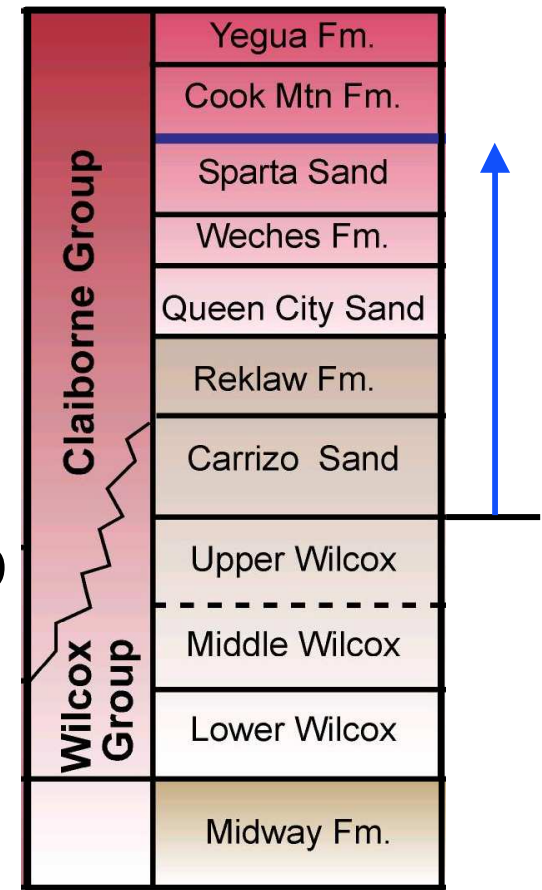 Claiborne Group
Wilcox
Group
Yegua Fm.
Cook Mtn Fm.
Sparta Sand
Weches Fm.
Queen City Sand
Reklaw Fm.
Carrizo Sand
Upper Wilcox
Middle Wilcox
Lower Wilcox
Midway Fm.